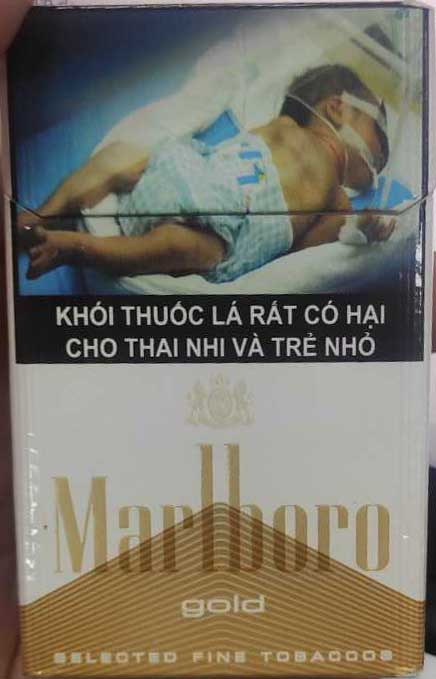 KHÓI THUỐC LÁ RẤT CÓ HẠI
CHO THAI NHI VÀ TRẺ NHỎ
Marlboro
gold
SELECTED FINE TOBACCOS